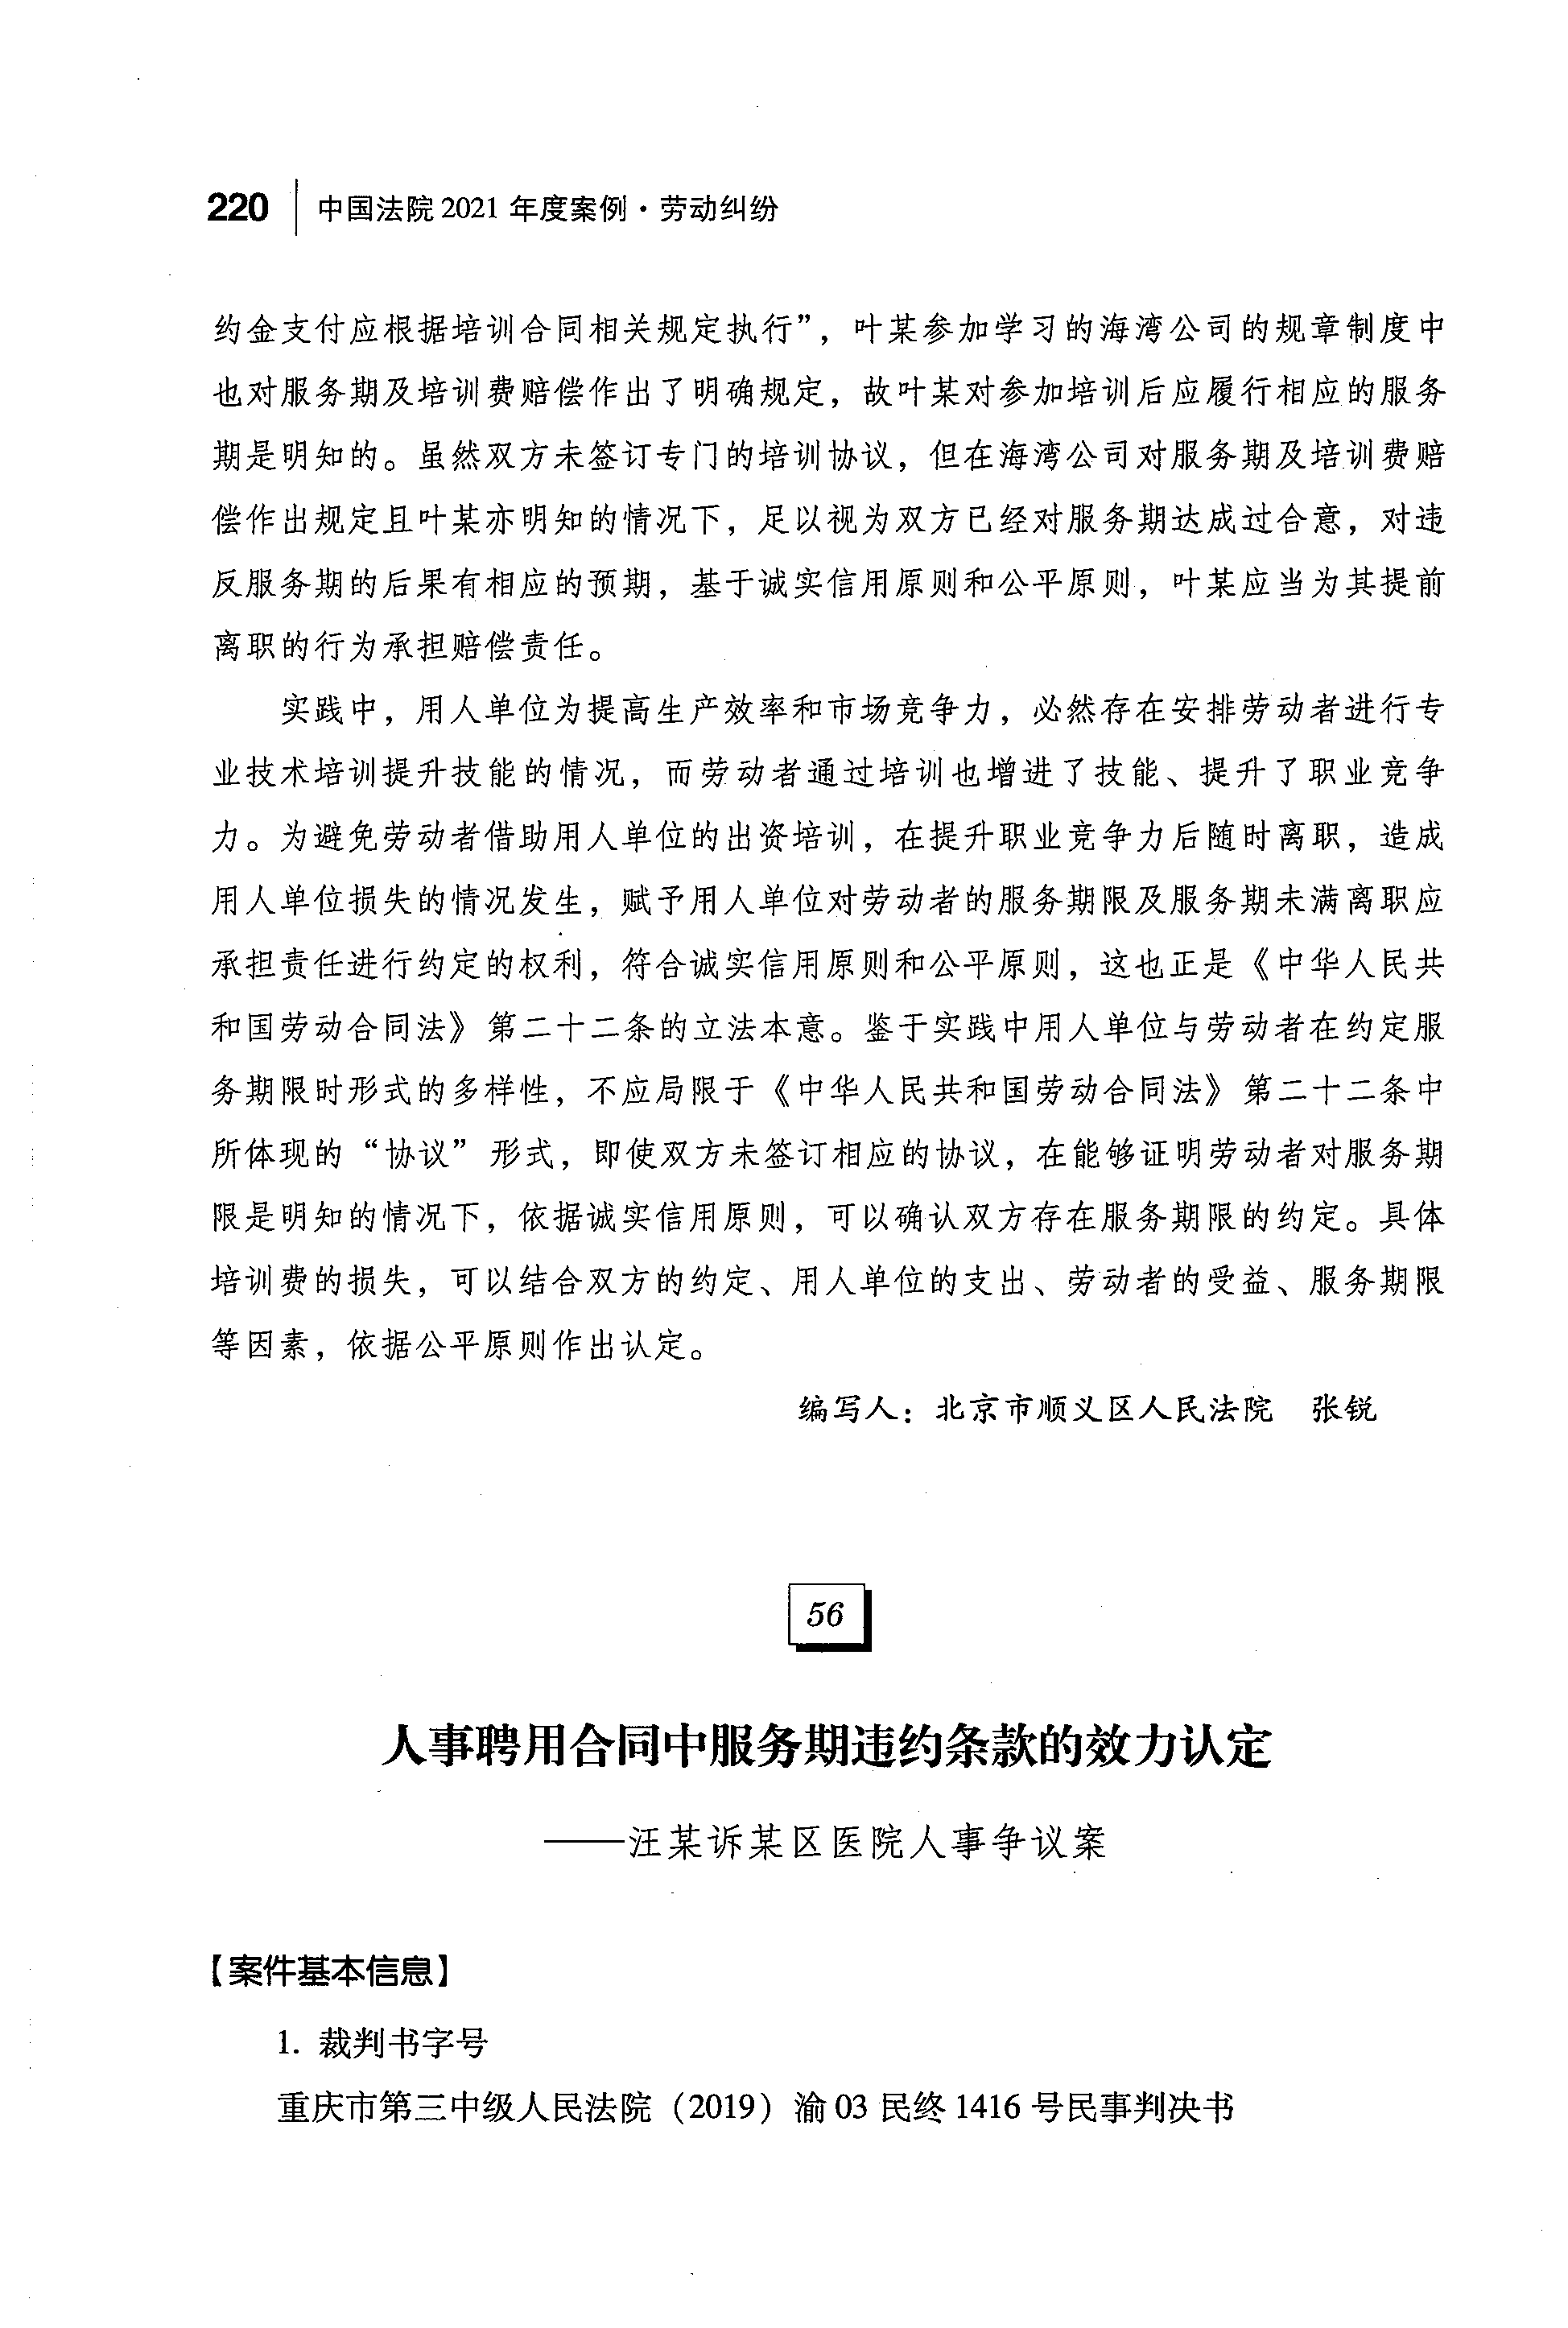 220 中国法院 2021 年度案例·劳动纠纷
约金支付应根据培训合同相关规定执行”，叶某参加学习的海湾公司的规章制度中
也对服务期及培训费赔偿作出了明确规定，故叶某对参加培训后应履行相应的服务
期是明知的。虽然双方未签订专门的培训协议，但在海湾公司对服务期及培训费赔
偿作出规定且叶某亦明知的情况下，足以视为双方已经对服务期达成过合意，对违
反服务期的后果有相应的预期，基于诚实信用原则和公平原则，叶某应当为其提前
离职的行为承担赔偿责任。
实践中，用人单位为提高生产效率和市场竞争力，必然存在安排劳动者进行专
业技术培训提升技能的情况，而劳动者通过培训也增进了技能、提升了职业竞争
力。为避免劳动者借助用人单位的出资培训，在提升职业竞争力后随时离职，造成
用人单位损失的情况发生，赋予用人单位对劳动者的服务期限及服务期未满离职应
承担责任进行约定的权利，符合诚实信用原则和公平原则，这也正是《中华人民共
和国劳动合同法》第二十二条的立法本意。鉴于实践中用人单位与劳动者在约定服
务期限时形式的多样性，不应局限于《中华人民共和国劳动合同法》第二十二条中
所体现的“协议”形式，即使双方未签订相应的协议，在能够证明劳动者对服务期
限是明知的情况下，依据诚实信用原则，可以确认双方存在服务期限的约定。具体
培训费的损失，可以结合双方的约定、用人单位的支出、劳动者的受益、服务期限
等因素，依据公平原则作出认定。
编写人：北京市顺义区人民法院 张锐
56
人事聘用合同中服务期违约条款的效力认定
——汪某诉某区医院人事争议案
【案件基本信息】
1. 裁判书字号
重庆市第三中级人民法院（2019）渝 03 民终 1416 号民事判决书